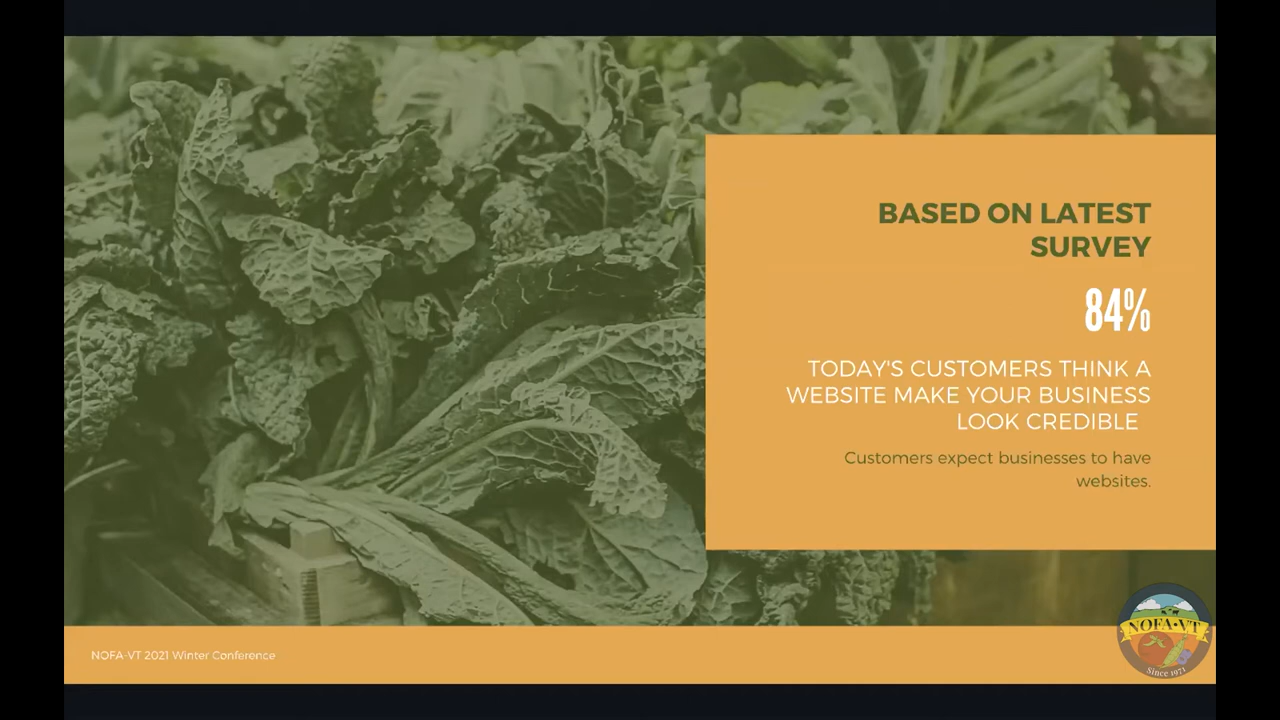 BASED ON LATEST
SURVEY
84%
TODAY'S CUSTOMERS THINK A
WEBSITE MAKE YOUR BUSINESS
LOOK CREDIBLE
Customers expect businesses to have
websites.
NOFA-VT 2021 Winter Conference
NOFA•VT
Since 1971